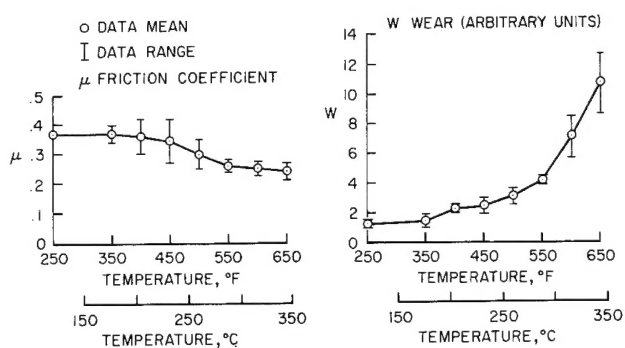 ○ DATA MEAN
I DATA RANGE
μ FRICTION COEFFICIENT
.5
.4
.3
.2
.1
0
μ
250 350 450 550 650
TEMPERATURE, °F
150 250 350
TEMPERATURE, °C
W WEAR (ARBITRARY UNITS)
14
12
10
8
6
4
2
0
W
250 350 450 550 650
TEMPERATURE, °F
150 250 350
TEMPERATURE, °C